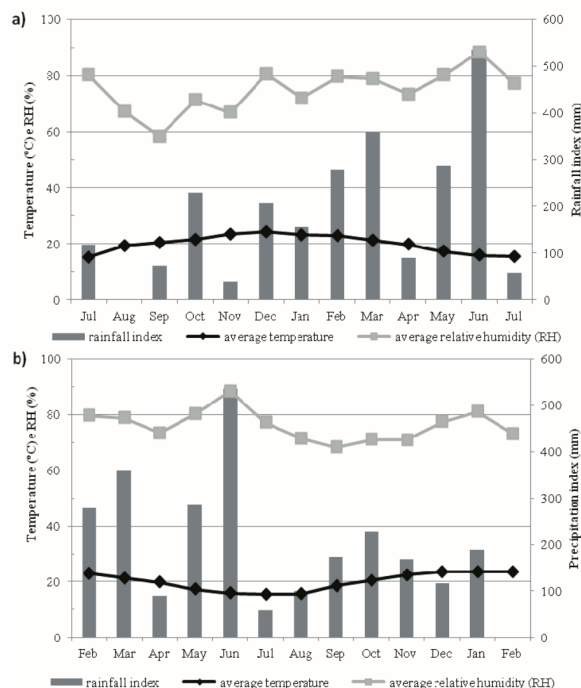 a)
100
80
60
40
20
0
Temperature (°C) e RH (%)
600
500
400
300
200
100
0
Rainfall index (mm)
Jul Aug Sep Oct Nov Dec Jan Feb Mar Apr May Jun Jul
rainfall index average temperature average relative humidity (RH)
b)
100
80
60
40
20
0
Temperature (°C) e RH (%)
600
500
400
300
200
100
0
Precipitation index (mm)
Feb Mar Apr May Jun Jul Aug Sep Oct Nov Dec Jan Feb
rainfall index average temperature average relative humidity (RH)